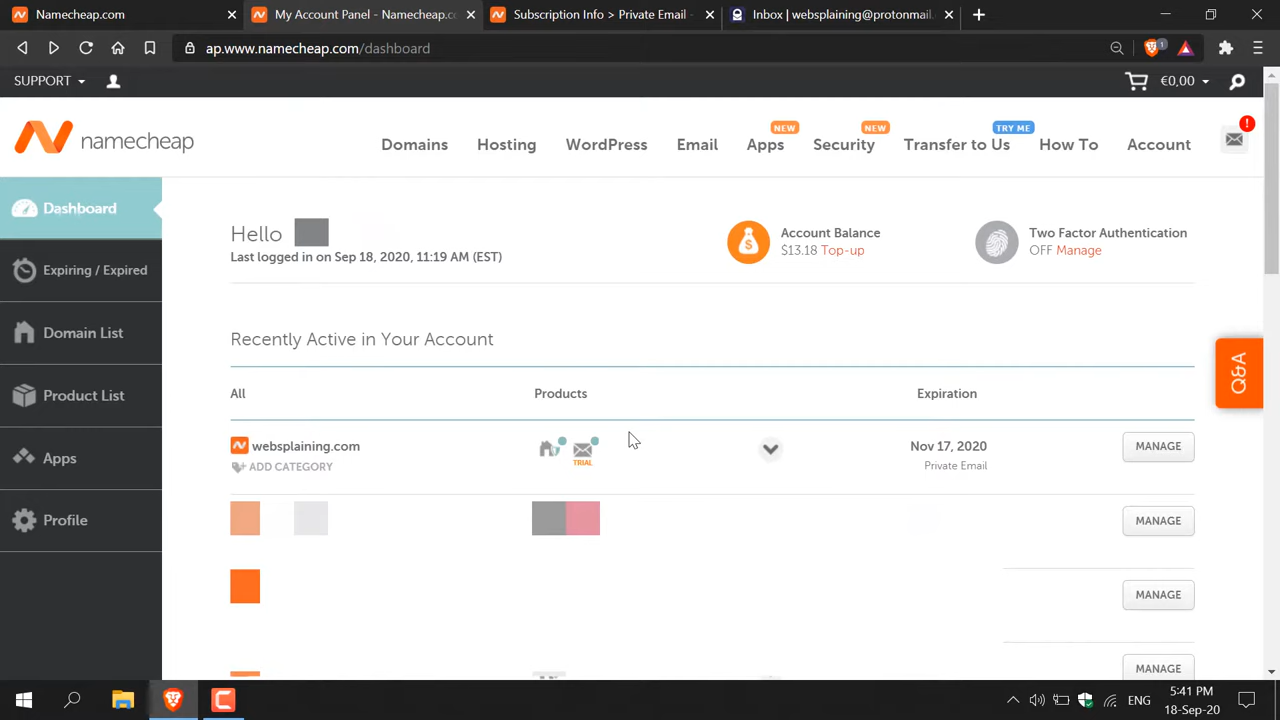 Namecheap.com
My Account Panel - Namecheap.c
Subscription Info > Private Email -
Inbox | websplaining@protonmail.
ap.www.namecheap.com/dashboard
1
SUPPORT
€0,00
namecheap
Domains
Hosting
WordPress
Email
NEW
Apps
NEW
Security
TRY ME
Transfer to Us
How To
Account
!
Dashboard
Expiring / Expired
Domain List
Product List
Apps
Profile
Hello
Last logged in on Sep 18, 2020, 11:19 AM (EST)
Account Balance
$13.18 Top-up
Two Factor Authentication
OFF Manage
Recently Active in Your Account
All Products Expiration
websplaining.com
ADD CATEGORY
TRIAL
Nov 17, 2020
Private Email
MANAGE
MANAGE
MANAGE
MANAGE
Q&A
ENG
5:41 PM
18-Sep-20